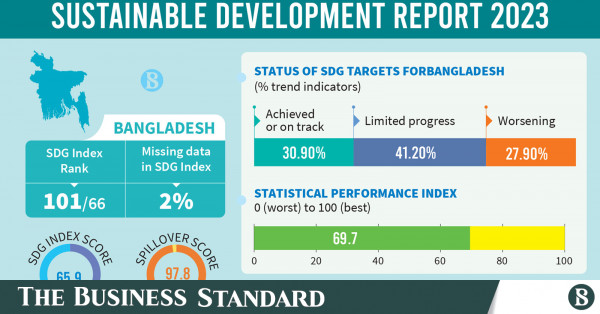 SUSTAINABLE DEVELOPMENT REPORT 2023
B
BANGLADESH
SDG Index
Rank
101/66
Missing data
in SDG Index
2%
SDG INDEX SCORE
65.9
SPILLOVER SCORE
97.8
STATUS OF SDG TARGETS FORBANGLADESH
(% trend indicators)
Achieved
or on track
Limited progress
Worsening
30.90%
41.20%
27.90%
STATISTICAL PERFORMANCE INDEX
0 (worst) to 100 (best)
69.7
0 20 40 60 80 100
THE BUSINESS STANDARD
B